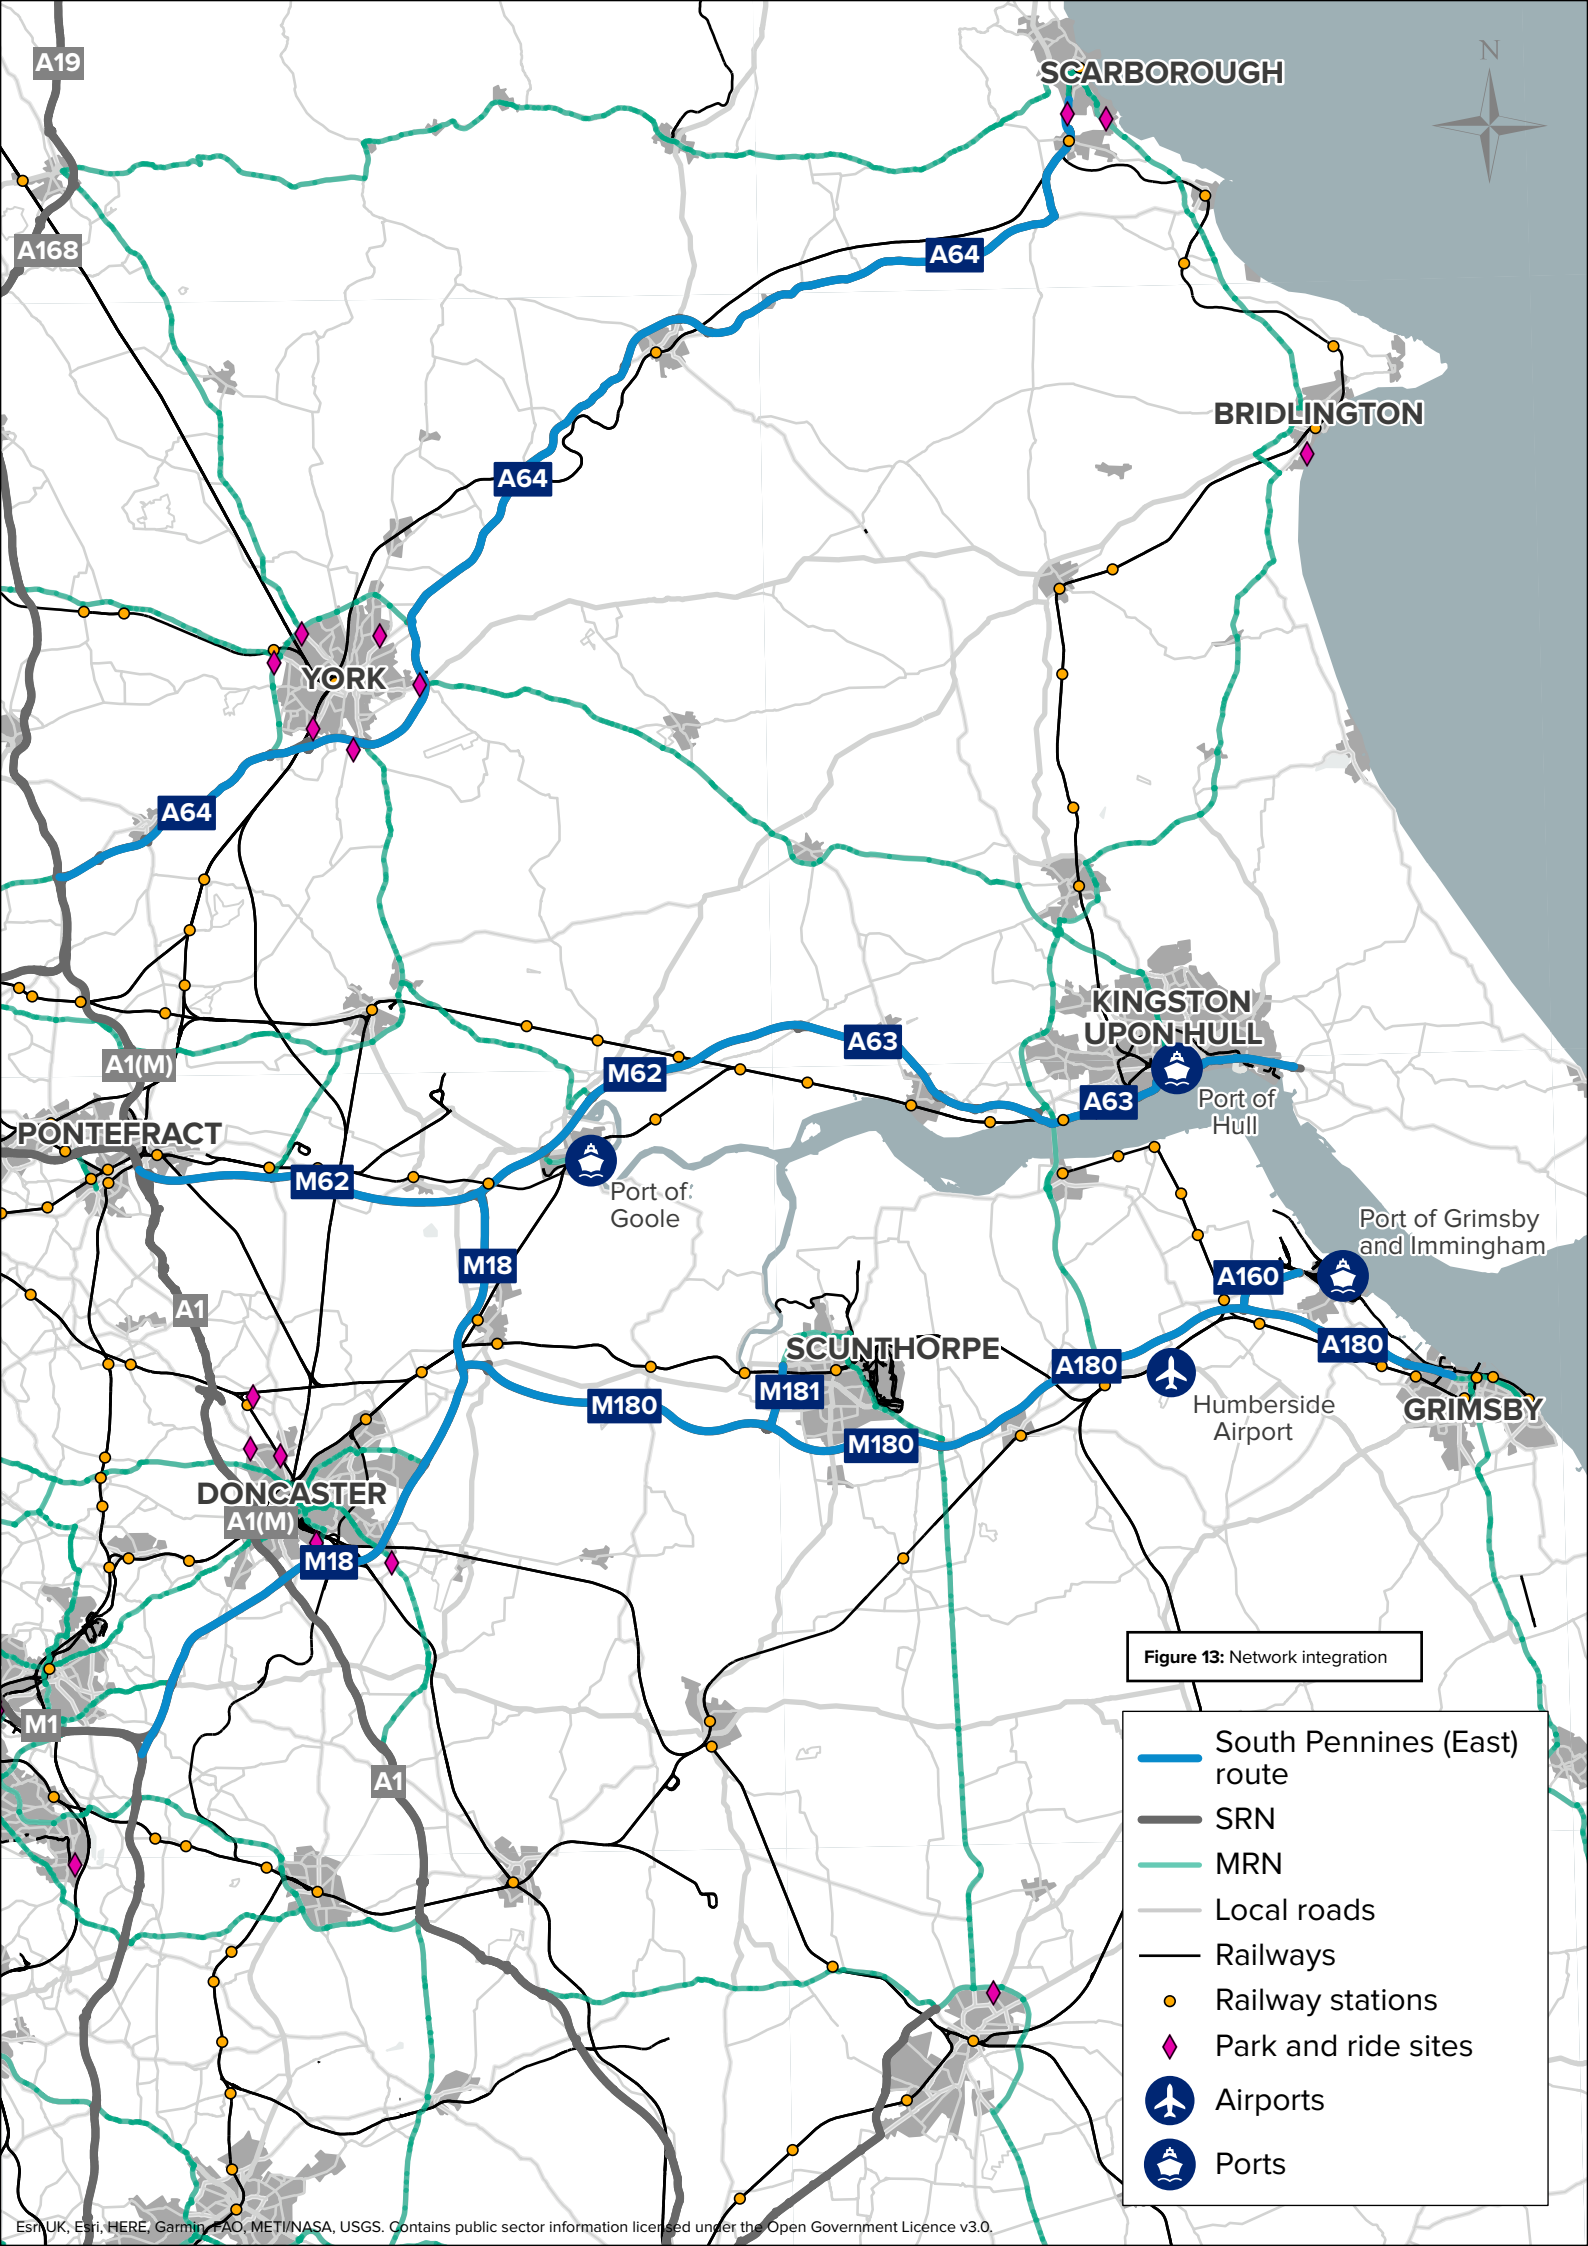 A19
SCARBOROUGH
N
A168
A64
BRIDLINGTON
A64
YORK
A64
KINGSTON
UPON HULL
A63
A1(M)
M62
A63
Port of
Hull
PONTEFRACT
M62
Port of
Goole
Port of Grimsby
and Immingham
M18
A160
A1
SCUNTHORPE
A180
A180
M181
M180
Humberside
Airport
GRIMSBY
M180
DONCASTER
A1(M)
M18
Figure 13: Network integration
M1
A1
South Pennines (East)
route
SRN
MRN
Local roads
Railways
Railway stations
Park and ride sites
Airports
Ports
Esri UK, Esri, HERE, Garmin, FAO, METI/NASA, USGS. Contains public sector information licensed under the Open Government Licence v3.0.